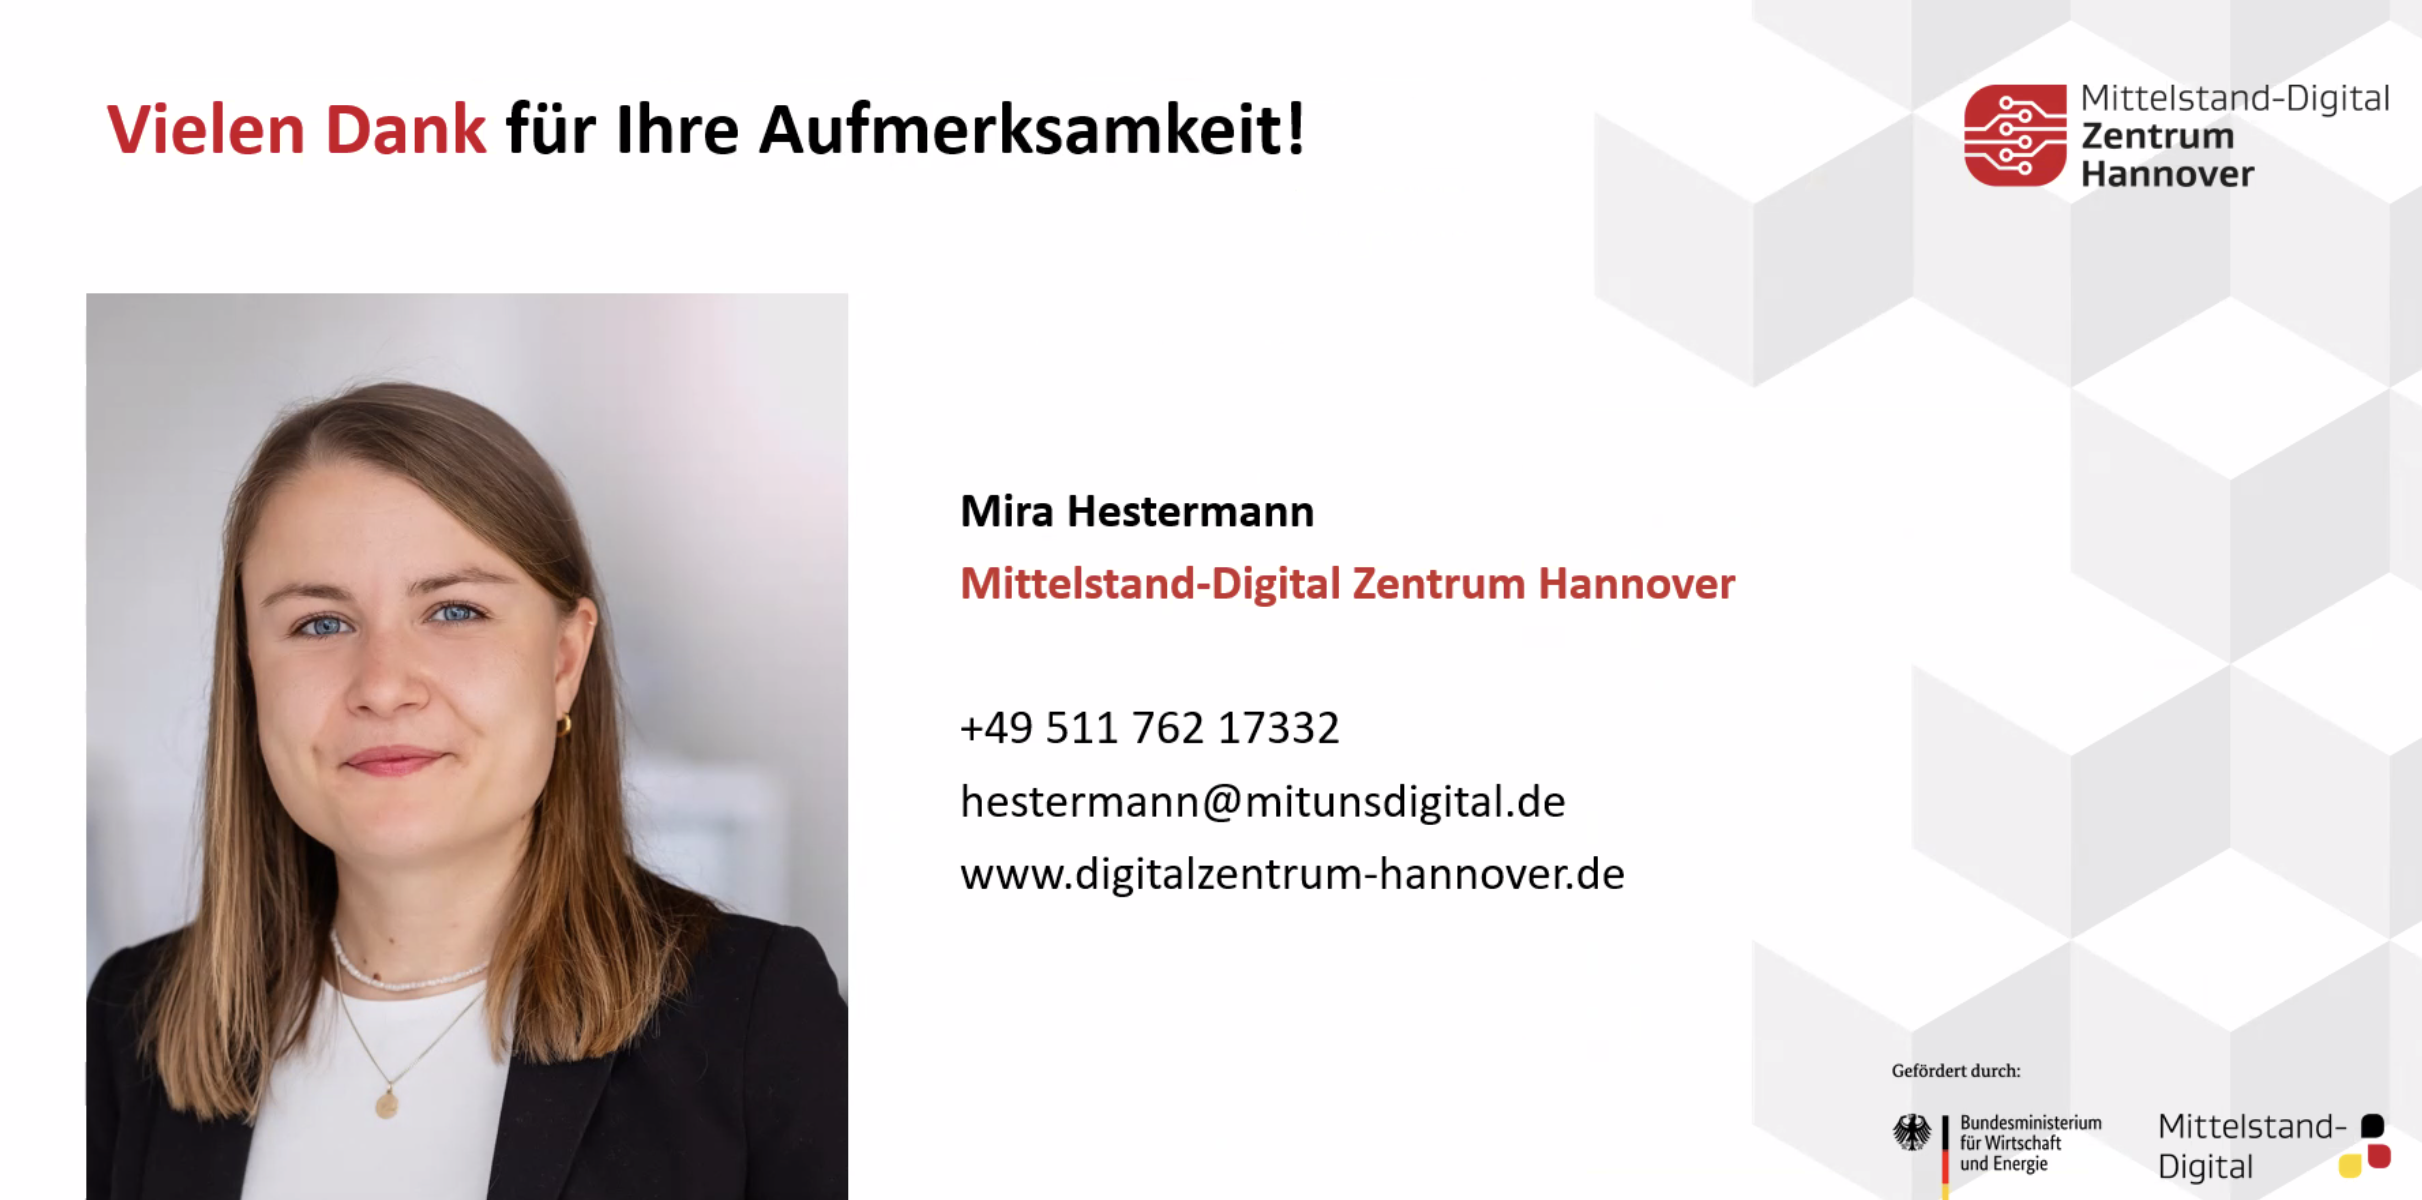 Vielen Dank für Ihre Aufmerksamkeit!
Mittelstand-Digital
Zentrum
Hannover
Mira Hestermann
Mittelstand-Digital Zentrum Hannover
+49 511 762 17332
hestermann@mitunsdigital.de
www.digitalzentrum-hannover.de
Gefördert durch:
Bundesministerium
für Wirtschaft
und Energie
Mittelstand-
Digital